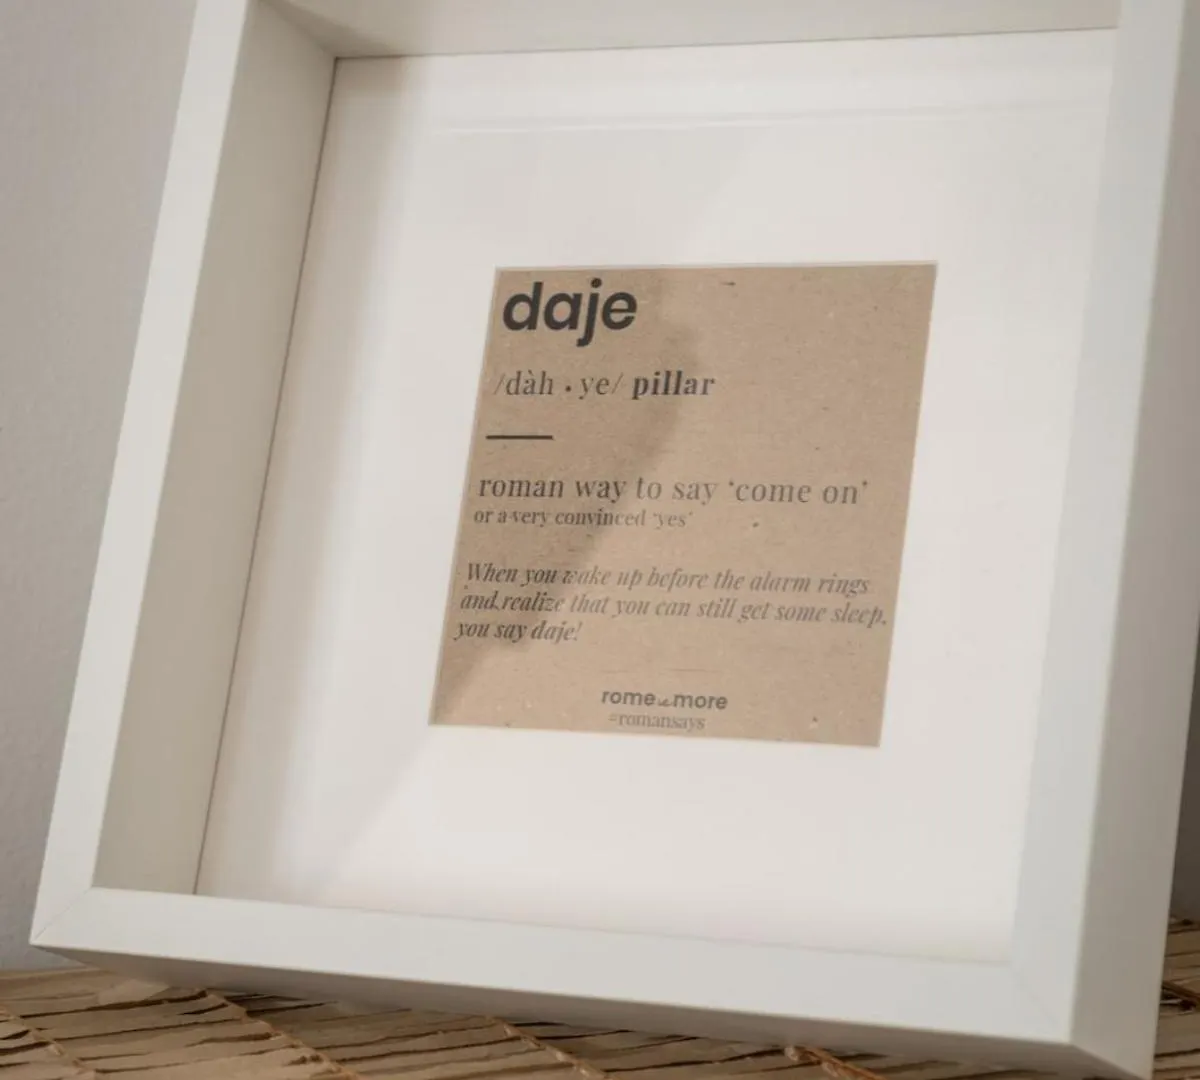 daje
/dàh · ye/ pillar
roman way to say 'come on'
or a very convinced 'yes'
When you wake up before the alarm rings
and realize that you can still get some sleep,
you say daje!
rome more
#romansays